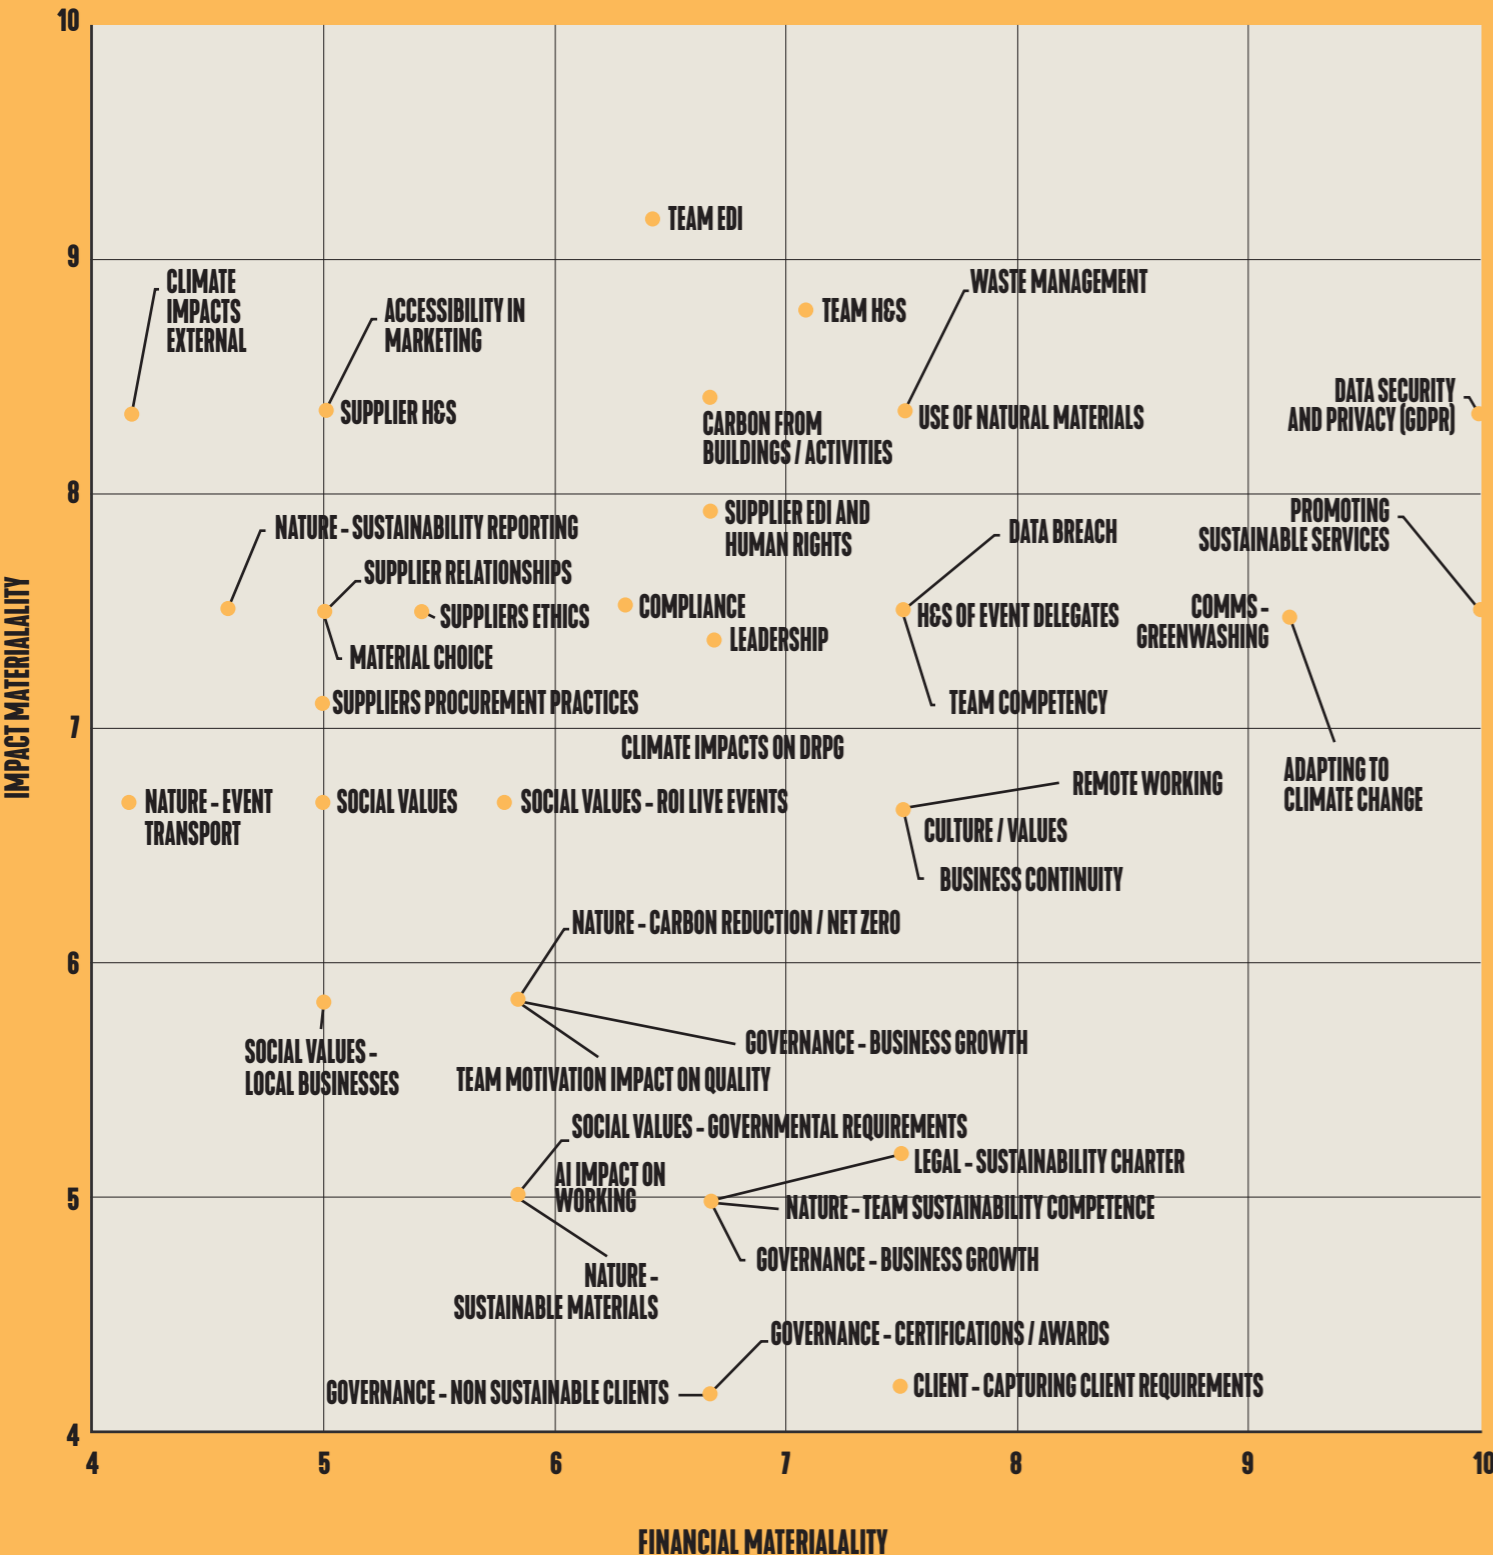 10
TEAM EDI
9
CLIMATE
IMPACTS
EXTERNAL
ACCESSIBILITY IN
MARKETING
SUPPLIER H&S
TEAM H&S
WASTE MANAGEMENT
CARBON FROM
BUILDINGS / ACTIVITIES
USE OF NATURAL MATERIALS
DATA SECURITY
AND PRIVACY (GDPR)
8
NATURE – SUSTAINABILITY REPORTING
SUPPLIER RELATIONSHIPS
SUPPLIERS ETHICS
MATERIAL CHOICE
SUPPLIERS PROCUREMENT PRACTICES
SUPPLIER EDI AND
HUMAN RIGHTS
COMPLIANCE
LEADERSHIP
DATA BREACH
H&S OF EVENT DELEGATES
TEAM COMPETENCY
PROMOTING
SUSTAINABLE SERVICES
COMMS –
GREENWASHING
IMPACT MATERIALALITY
7
CLIMATE IMPACTS ON DRPG
NATURE – EVENT
TRANSPORT
SOCIAL VALUES
SOCIAL VALUES – ROI LIVE EVENTS
REMOTE WORKING
CULTURE / VALUES
BUSINESS CONTINUITY
ADAPTING TO
CLIMATE CHANGE
NATURE – CARBON REDUCTION / NET ZERO
6
SOCIAL VALUES –
LOCAL BUSINESSES
GOVERNANCE – BUSINESS GROWTH
TEAM MOTIVATION IMPACT ON QUALITY
SOCIAL VALUES – GOVERNMENTAL REQUIREMENTS
AI IMPACT ON
WORKING
LEGAL – SUSTAINABILITY CHARTER
5
NATURE – TEAM SUSTAINABILITY COMPETENCE
GOVERNANCE – BUSINESS GROWTH
NATURE –
SUSTAINABLE MATERIALS
GOVERNANCE – CERTIFICATIONS / AWARDS
GOVERNANCE – NON SUSTAINABLE CLIENTS
CLIENT – CAPTURING CLIENT REQUIREMENTS
4
4 5 6 7 8 9 10
FINANCIAL MATERIALALITY